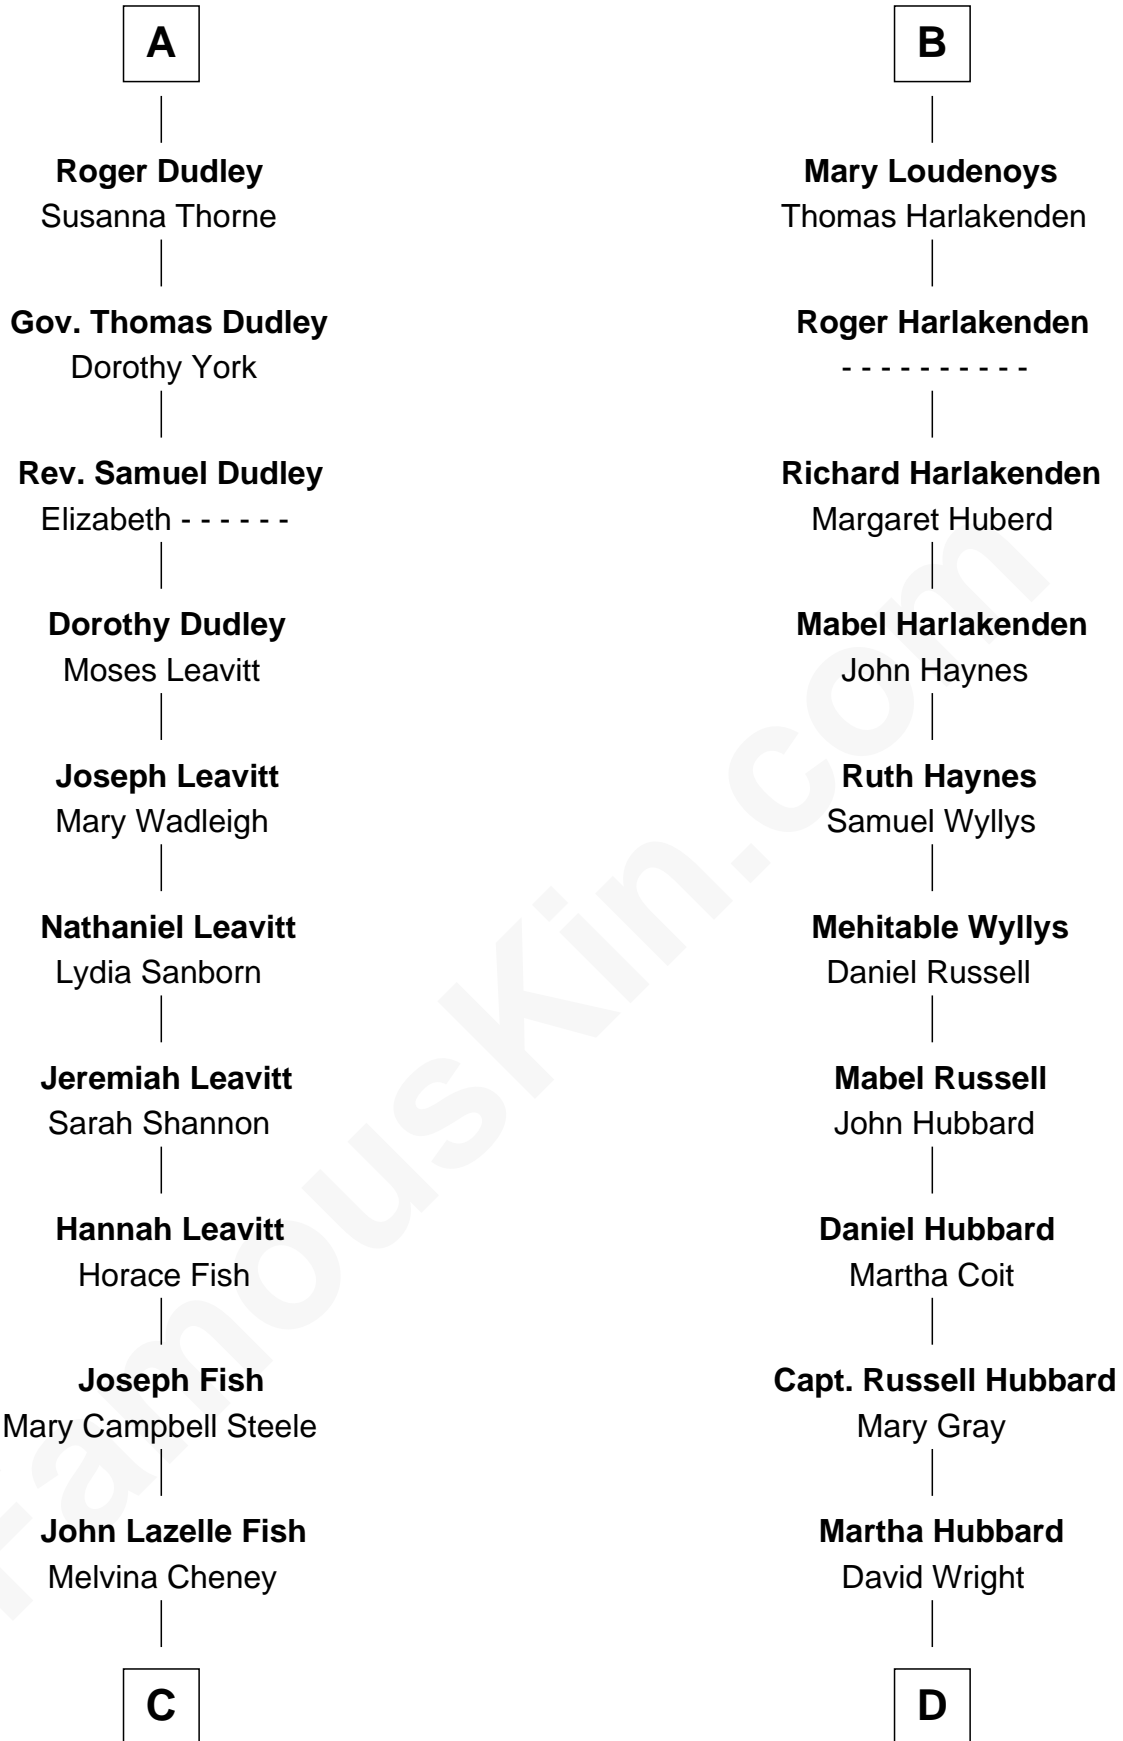 A
Roger Dudley
Susanna Thorne
Gov. Thomas Dudley
Dorothy York
Rev. Samuel Dudley
Elizabeth - - - - - -
Dorothy Dudley
Moses Leavitt
Joseph Leavitt
Mary Wadleigh
Nathaniel Leavitt
Lydia Sanborn
Jeremiah Leavitt
Sarah Shannon
Hannah Leavitt
Horace Fish
Joseph Fish
Mary Campbell Steele
John Lazelle Fish
Melvina Cheney
C
B
Mary Loudenoys
Thomas Harlakenden
Roger Harlakenden
- - - - - - - - - -
Richard Harlakenden
Margaret Huberd
Mabel Harlakenden
John Haynes
Ruth Haynes
Samuel Wyllys
Mehitable Wyllys
Daniel Russell
Mabel Russell
John Hubbard
Daniel Hubbard
Martha Coit
Capt. Russell Hubbard
Mary Gray
Martha Hubbard
David Wright
D
FamousKin.com